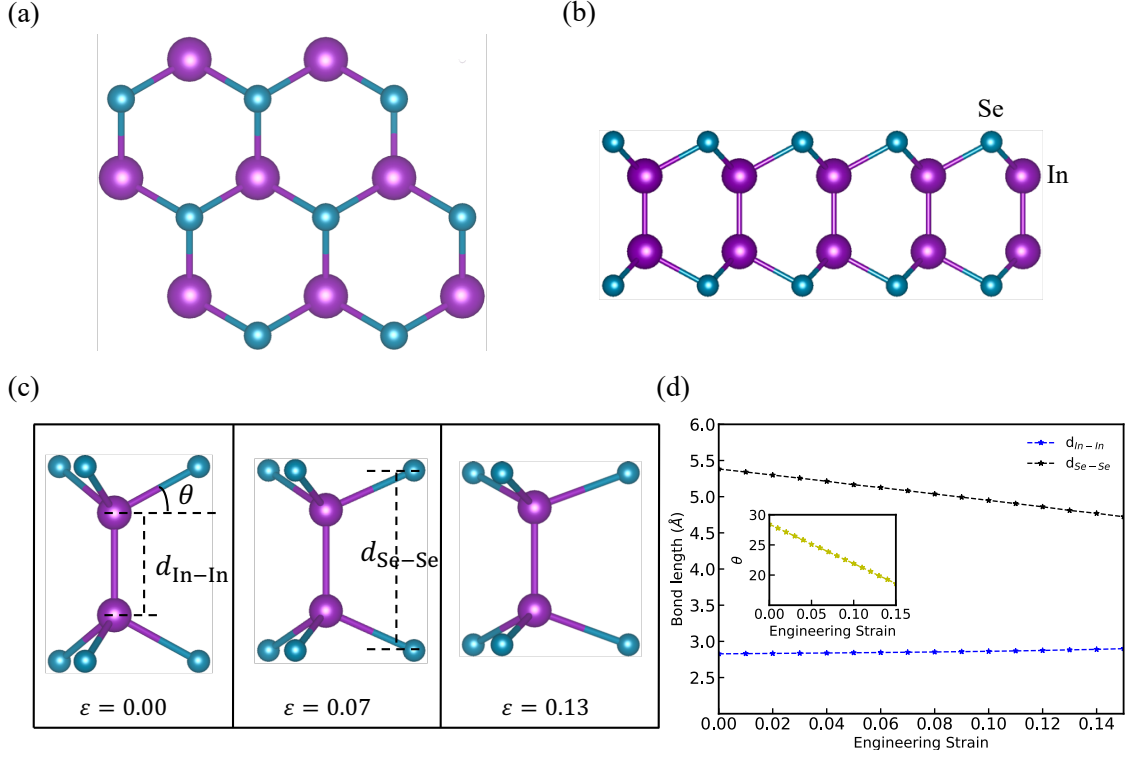 (a)
(b)
Se
In
(c)
θ
d_In−In
d_Se−Se
ε = 0.00
ε = 0.07
ε = 0.13
(d)
Bond length (Å)
6.0
5.5
5.0
4.5
4.0
3.5
3.0
2.5
d_In−In
d_Se−Se
θ
30
25
20
0.00 0.05 0.10 0.15
Engineering Strain
0.00 0.02 0.04 0.06 0.08 0.10 0.12 0.14
Engineering Strain